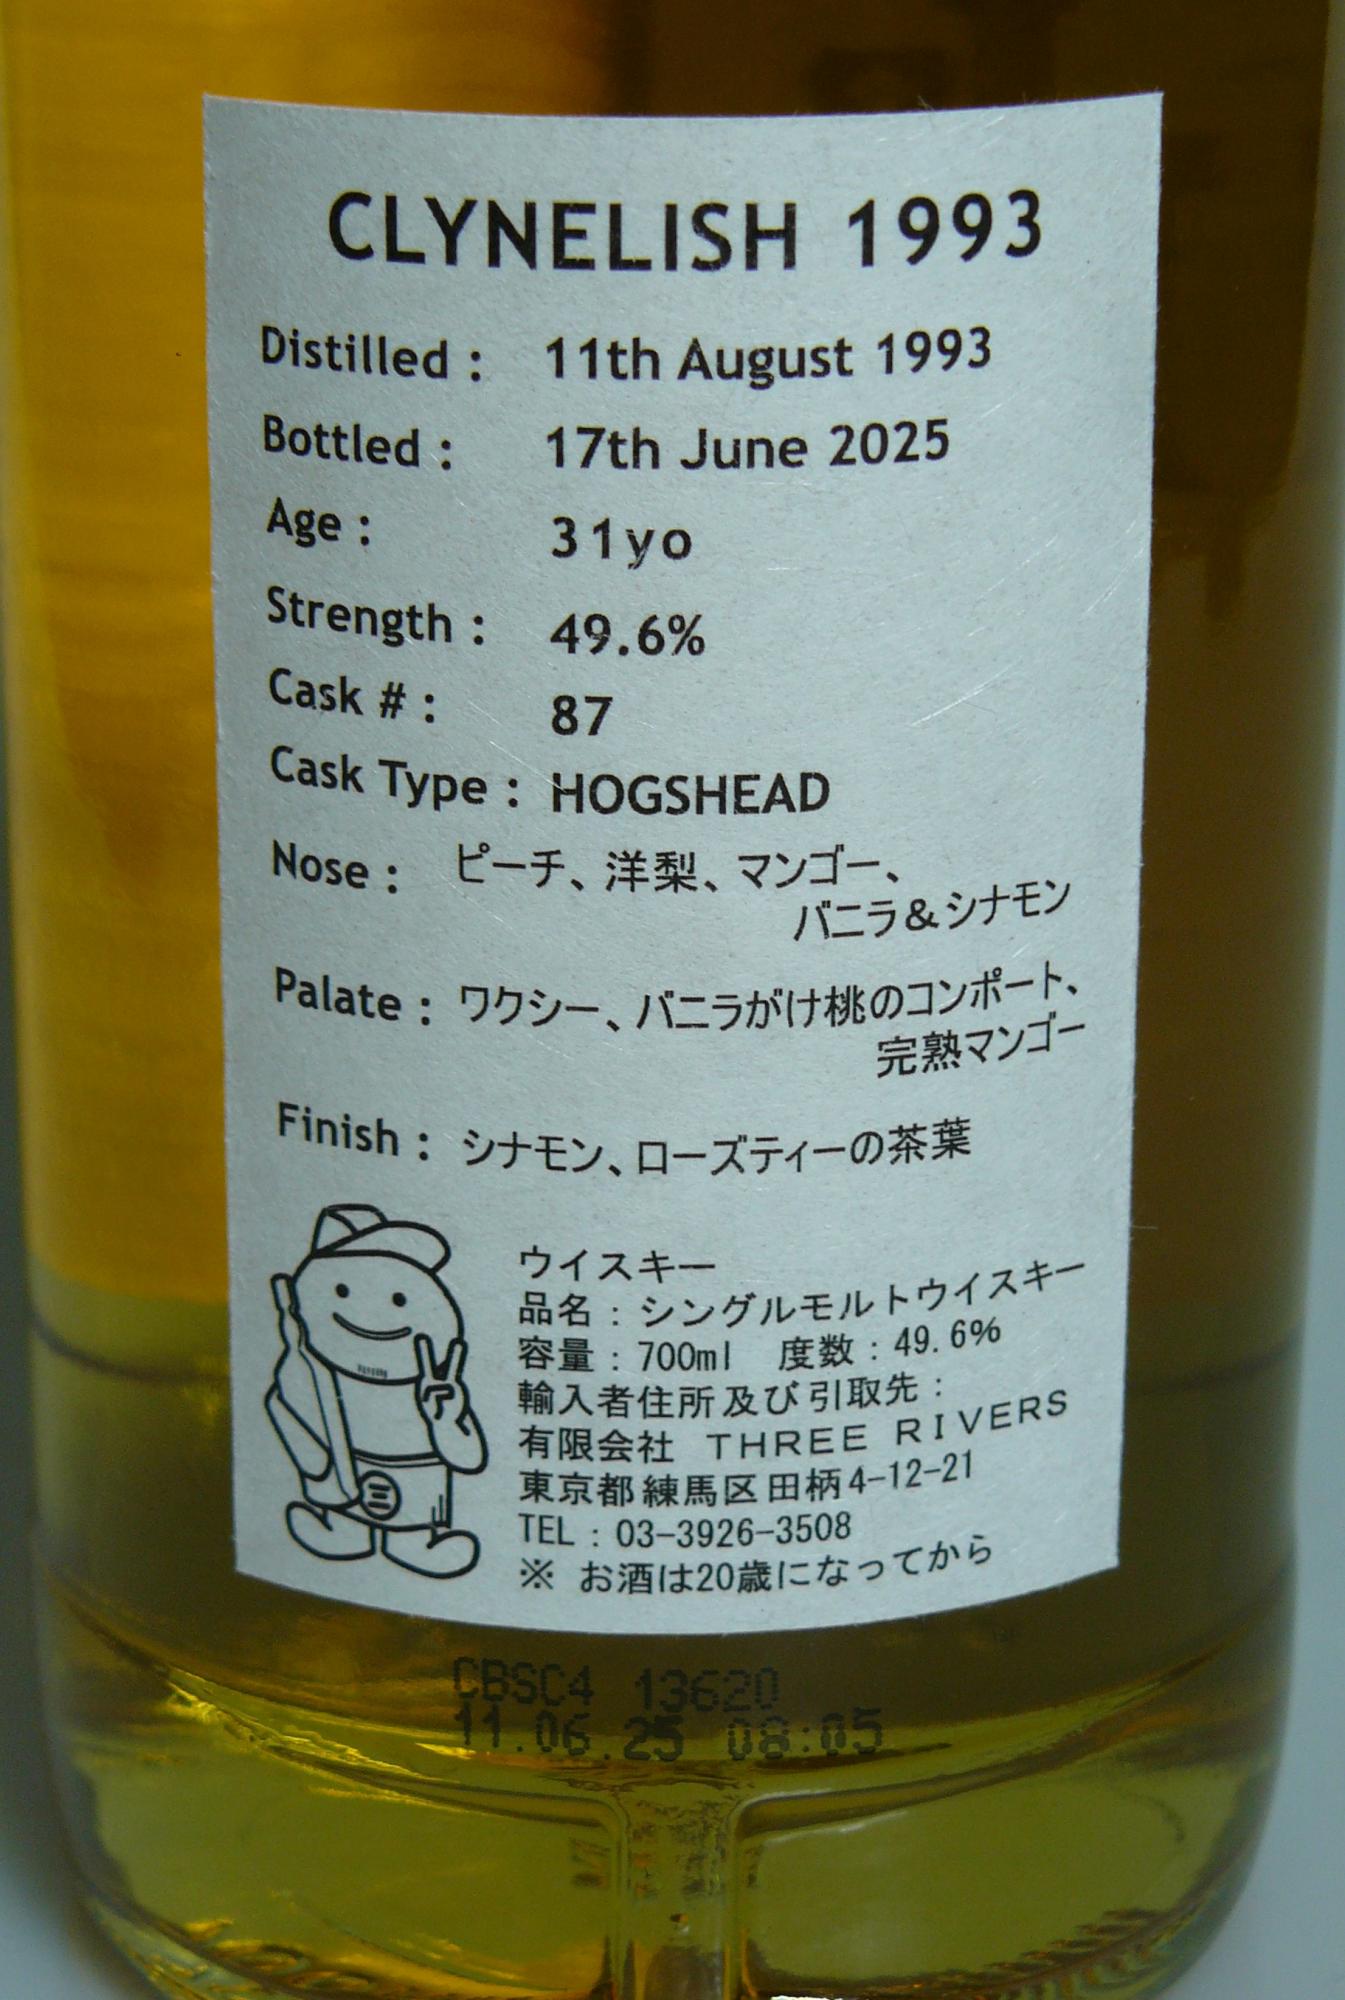 CLYNELISH 1993
Distilled : 11th August 1993
Bottled : 17th June 2025
Age : 31yo
Strength : 49.6%
Cask # : 87
Cask Type : HOGSHEAD
Nose : ピーチ、洋梨、マンゴー、
バニラ＆シナモン
Palate : ワクシー、バニラがけ桃のコンポート、
完熟マンゴー
Finish : シナモン、ローズティーの茶葉
ウイスキー
品名：シングルモルトウイスキー
容量：700ml 度数：49.6%
輸入者住所及び引取先：
有限会社 ＴＨＲＥＥ ＲＩＶＥＲＳ
東京都練馬区田柄4-12-21
TEL：03-3926-3508
※ お酒は20歳になってから
三
CBSC4 13620
11.06.25 08:05